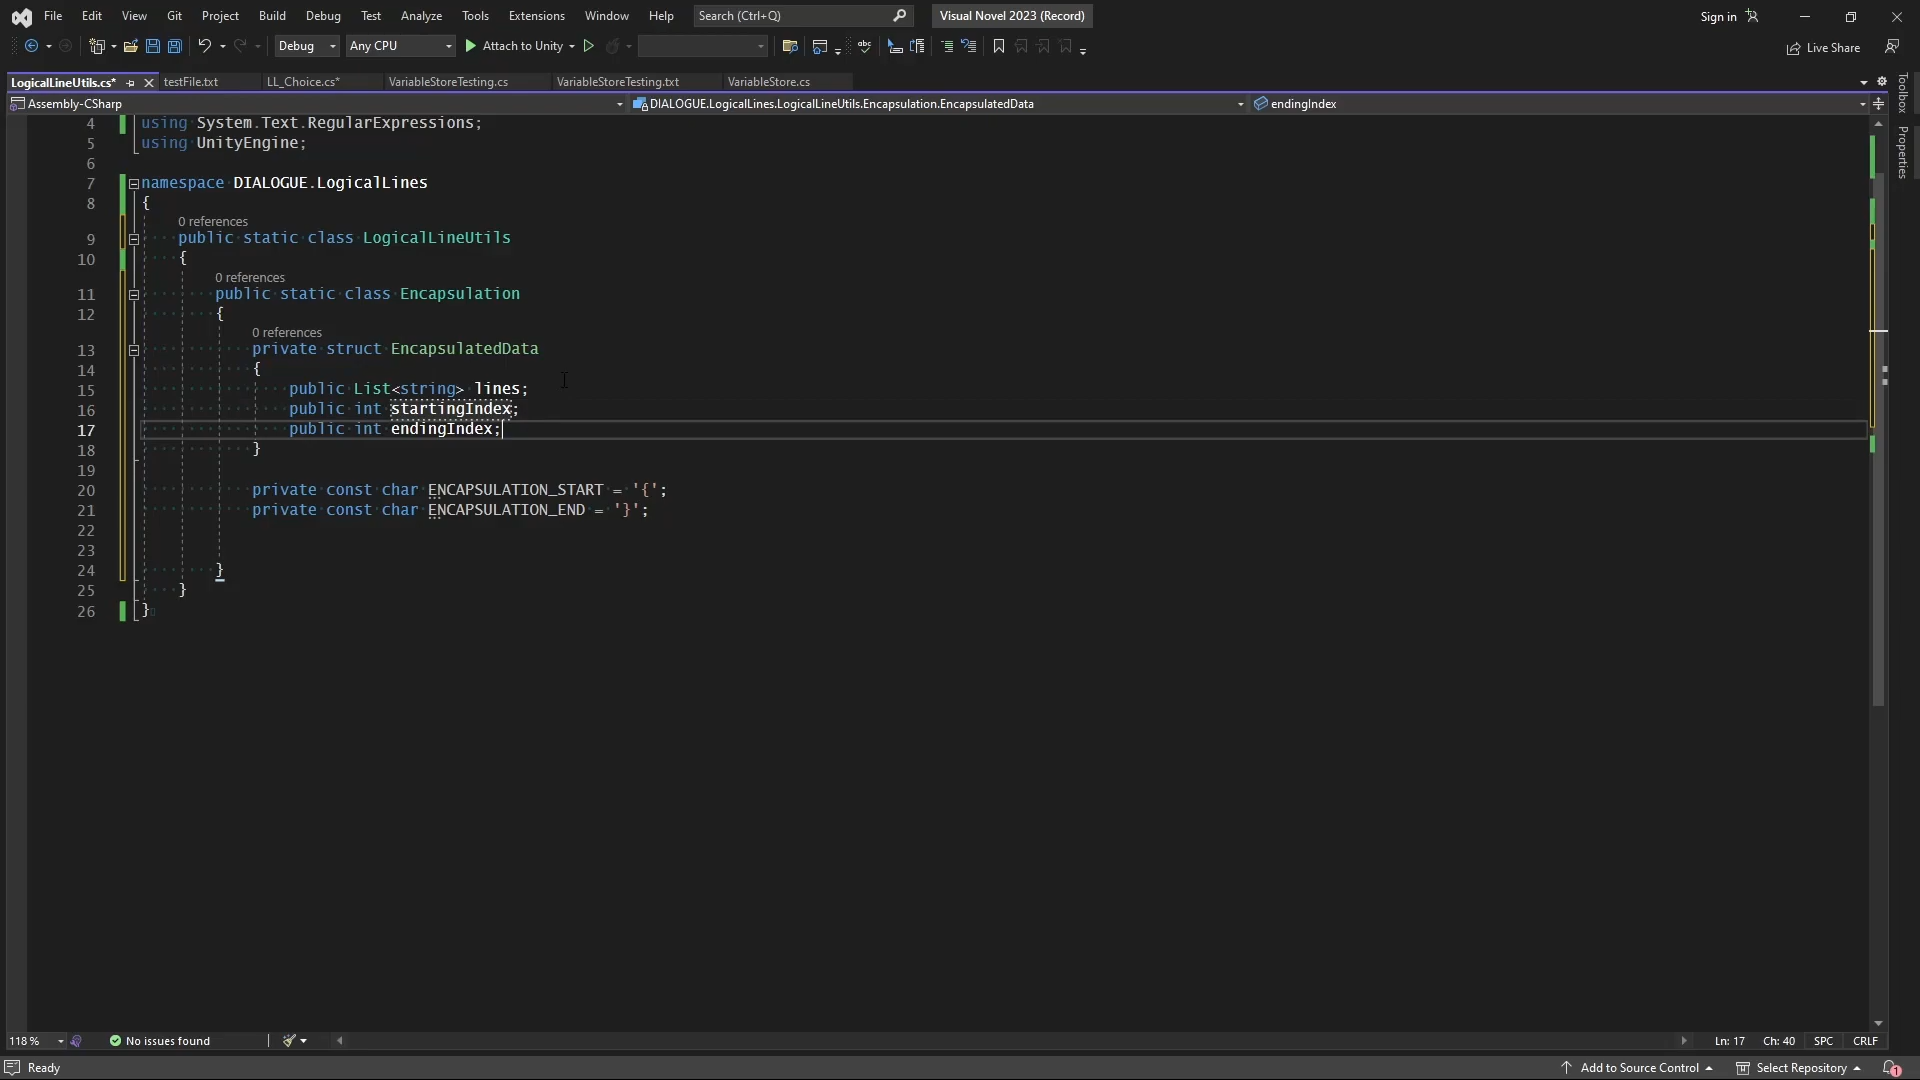 File Edit View Git Project Build Debug Test Analyze Tools Extensions Window Help Search (Ctrl+Q) Visual Novel 2023 (Record) Sign in
Debug Any CPU Attach to Unity Live Share
LogicalLineUtils.cs* testFile.txt LL_Choice.cs* VariableStoreTesting.cs VariableStoreTesting.txt VariableStore.cs
Assembly-CSharp DIALOGUE.LogicalLines.LogicalLineUtils.Encapsulation.EncapsulatedData endingIndex
Toolbox
Properties
4 using System.Text.RegularExpressions;
5 using UnityEngine;
6
7 namespace DIALOGUE.LogicalLines
8 {
0 references
9 public static class LogicalLineUtils
10 {
0 references
11 public static class Encapsulation
12 {
0 references
13 private struct EncapsulatedData
14 {
15 public List<string> lines;
16 public int startingIndex;
17 public int endingIndex;
18 }
19
20 private const char ENCAPSULATION_START = '{';
21 private const char ENCAPSULATION_END = '}';
22
23
24 }
25 }
26 }
118 % No issues found Ln: 17 Ch: 40 SPC CRLF
Ready Add to Source Control Select Repository 1